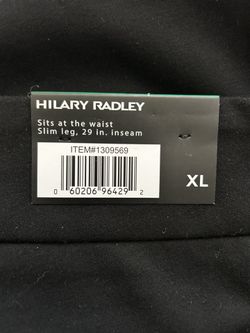 HILARY RADLEY
Sits at the waist
Slim leg, 29 in. inseam
ITEM#1309569
0 60206 96429 2
XL